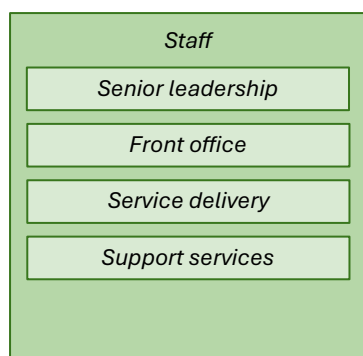 Staff
Senior leadership
Front office
Service delivery
Support services